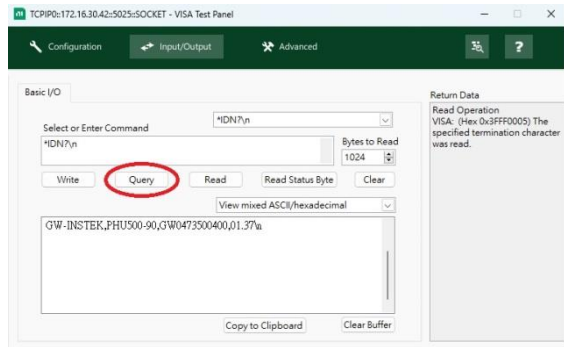 TCPIP0::172.16.30.42::5025::SOCKET - VISA Test Panel
Configuration
Input/Output
Advanced
?
Basic I/O
Select or Enter Command
*IDN?\n
*IDN?\n
Bytes to Read
1024
Write
Query
Read
Read Status Byte
Clear
View mixed ASCII/hexadecimal
GW-INSTEK,PHU500-90,GW0473500400,01.37\n
Copy to Clipboard
Clear Buffer
Return Data
Read Operation
VISA: (Hex 0x3FFF0005) The
specified termination character
was read.